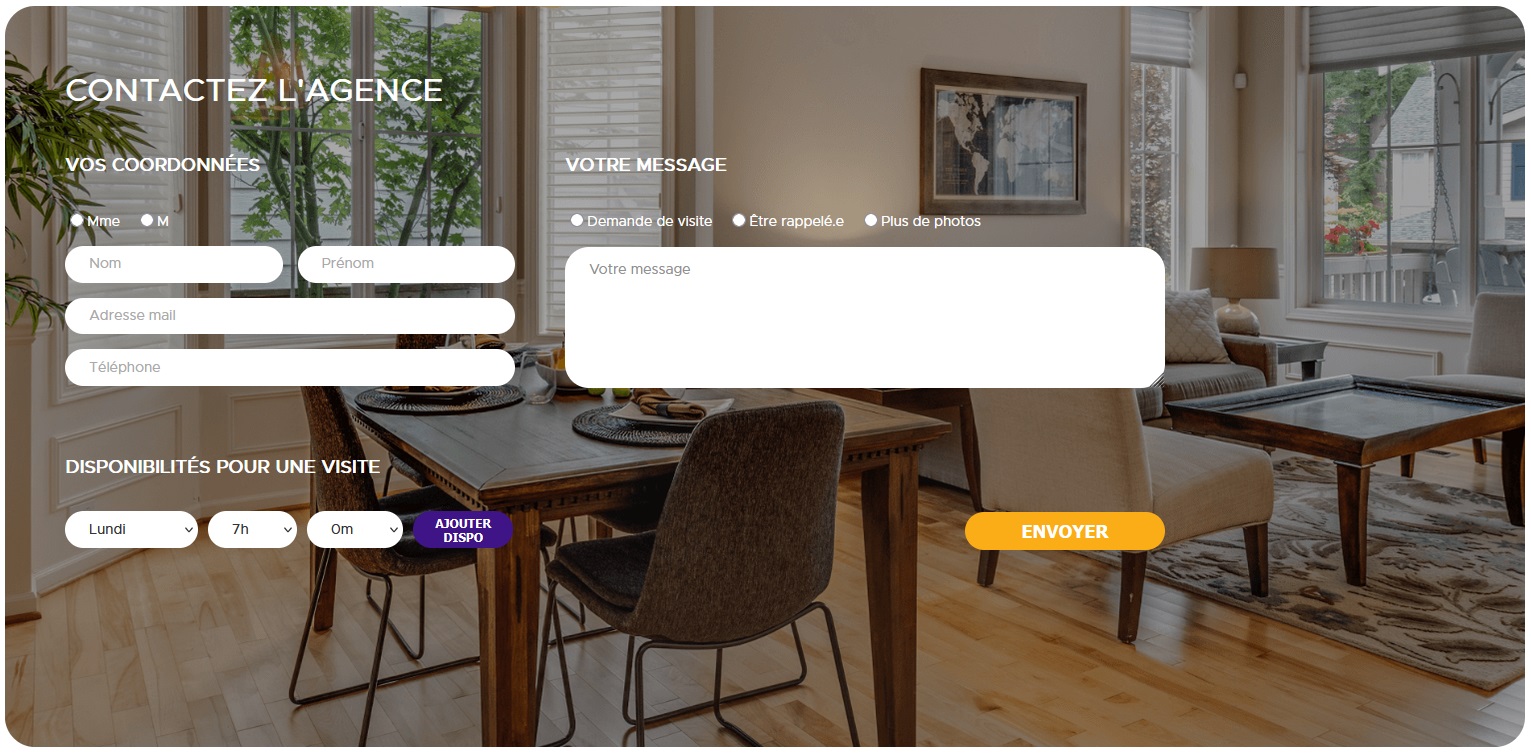 CONTACTEZ L'AGENCE
VOS COORDONNÉES
Mme M
Nom Prénom
Adresse mail
Téléphone
VOTRE MESSAGE
Demande de visite Être rappelé.e Plus de photos
Votre message
DISPONIBILITÉS POUR UNE VISITE
Lundi 7h 0m AJOUTER
DISPO
ENVOYER